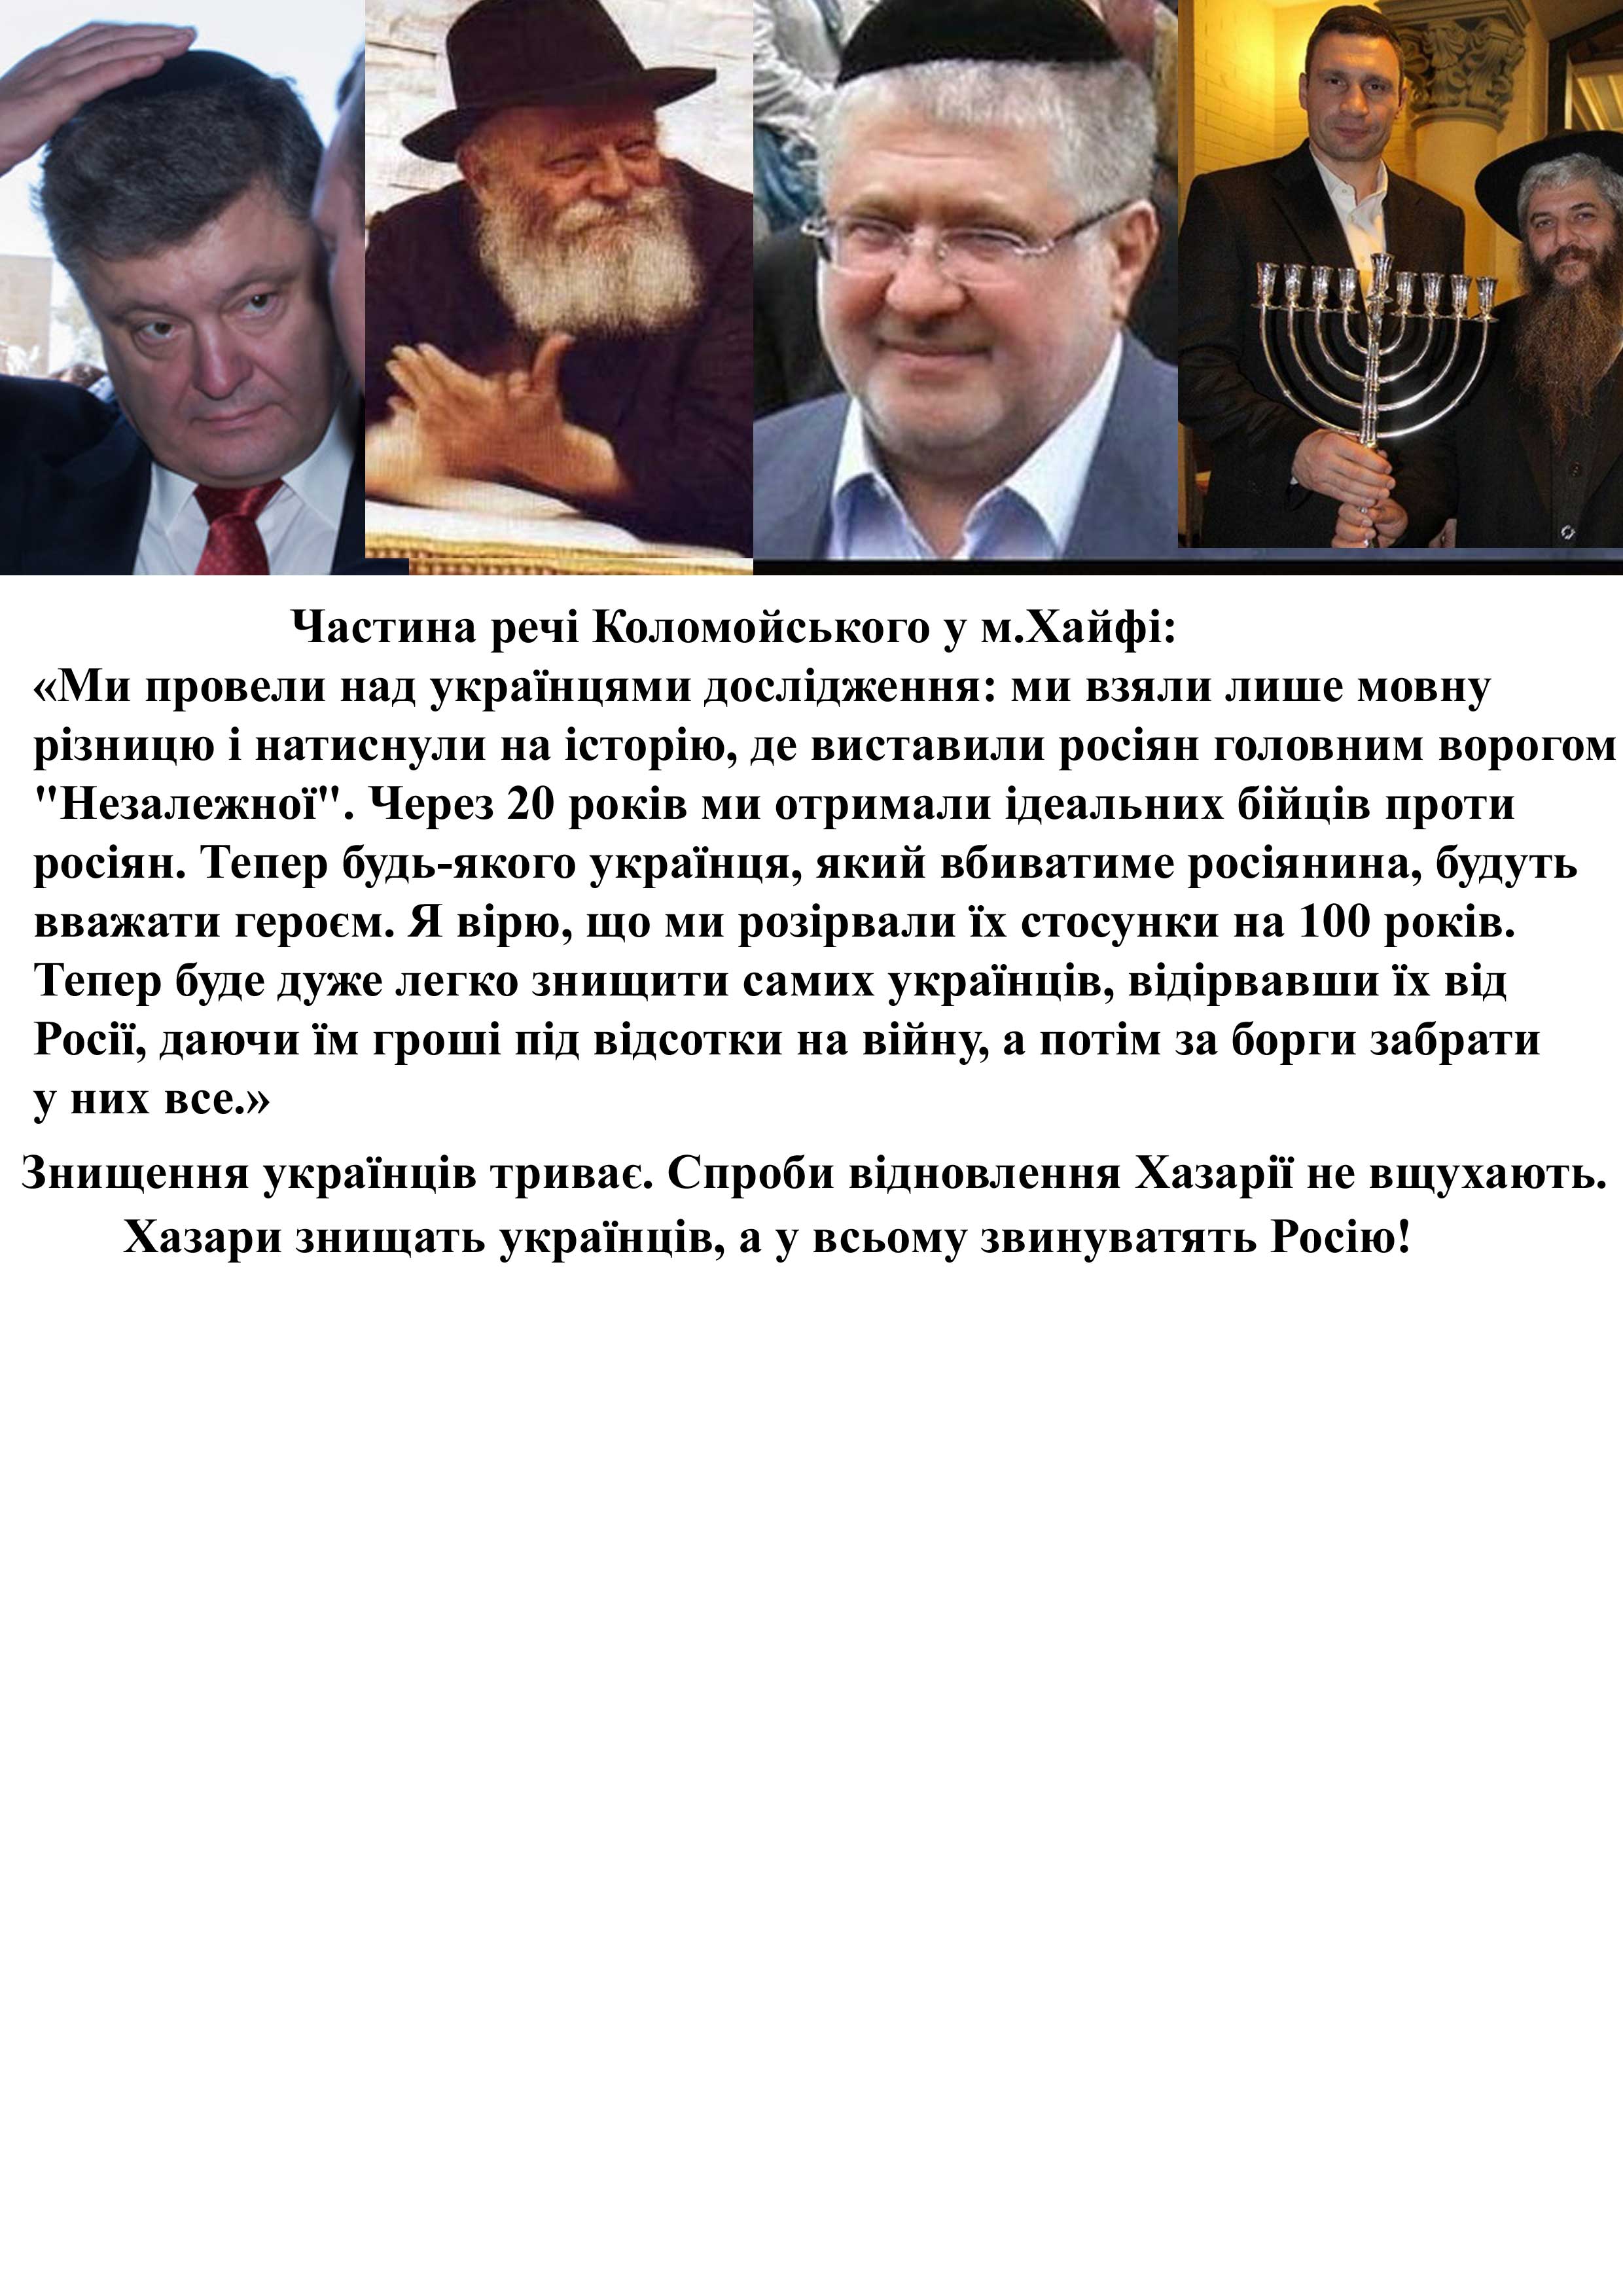 Частина речі Коломойського у м.Хайфі:
«Ми провели над українцями дослідження: ми взяли лише мовну
різницю і натиснули на історію, де виставили росіян головним ворогом
"Незалежної". Через 20 років ми отримали ідеальних бійців проти
росіян. Тепер будь-якого українця, який вбиватиме росіянина, будуть
вважати героєм. Я вірю, що ми розірвали їх стосунки на 100 років.
Тепер буде дуже легко знищити самих українців, відірвавши їх від
Росії, даючи їм гроші під відсотки на війну, а потім за борги забрати
у них все.»
Знищення українців триває. Спроби відновлення Хазарії не вщухають.
Хазари знищать українців, а у всьому звинуватять Росію!